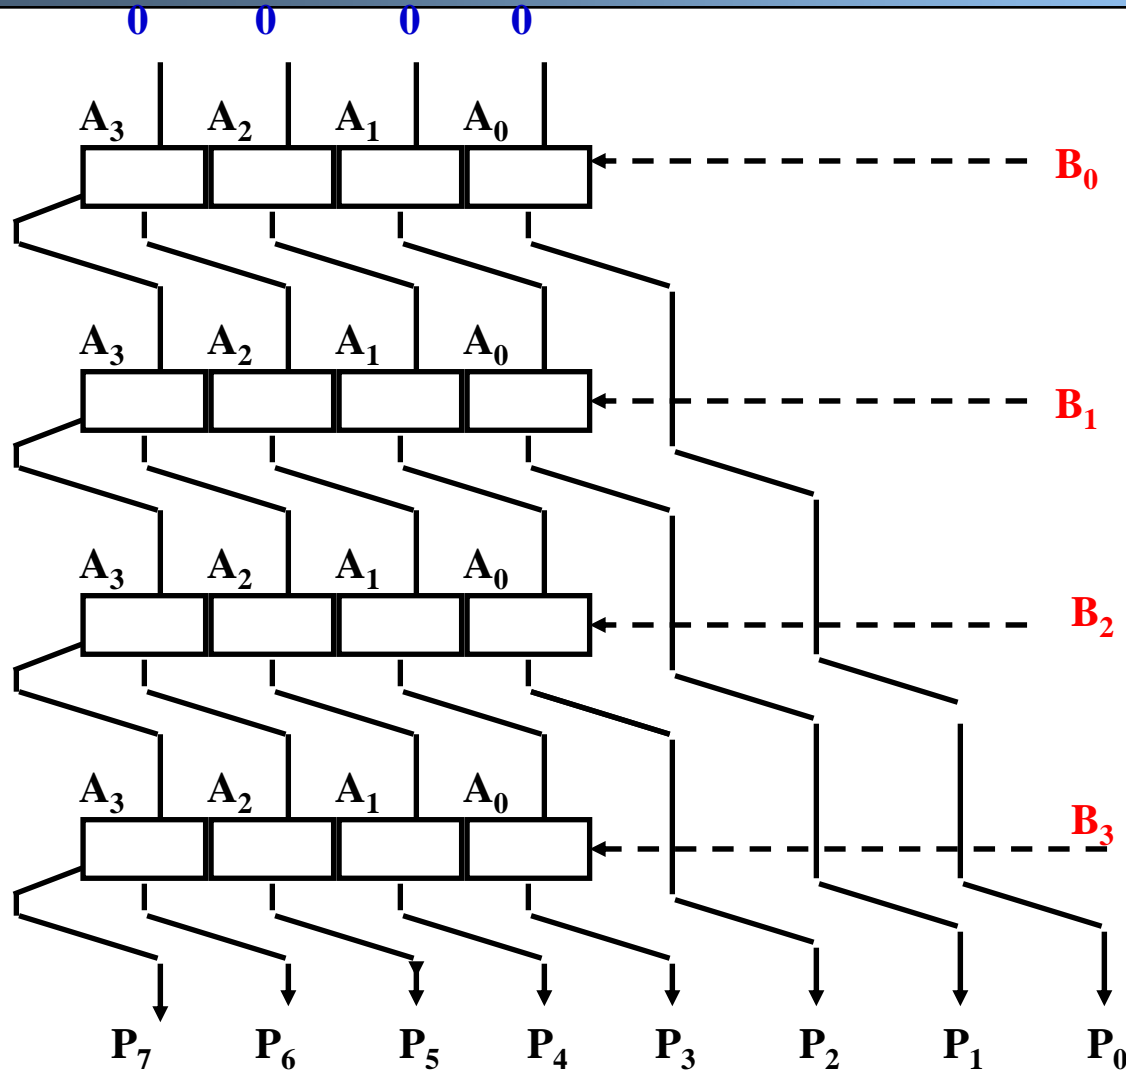 0 0 0 0
A₃ A₂ A₁ A₀
B₀
A₃ A₂ A₁ A₀
B₁
A₃ A₂ A₁ A₀
B₂
A₃ A₂ A₁ A₀
B₃
P₇ P₆ P₅ P₄ P₃ P₂ P₁ P₀